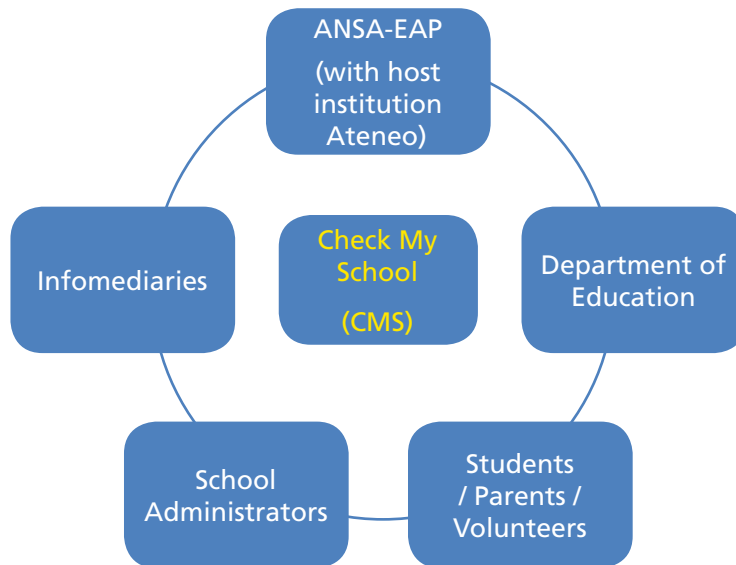 ANSA-EAP
(with host
institution
Ateneo)
Infomediaries
Check My
School
(CMS)
Department of
Education
School
Administrators
Students
/ Parents /
Volunteers